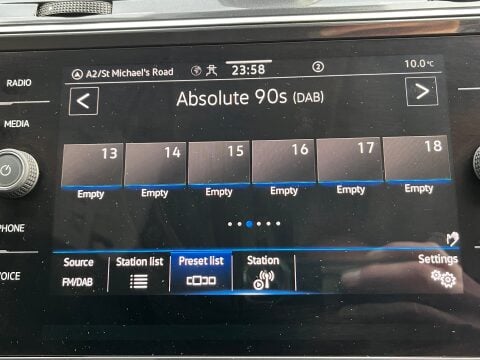 RADIO
MEDIA
PHONE
VOICE
A2/St Michael's Road
23:58
2
10.0°C
<
Absolute 90s (DAB)
>
13 14 15 16 17 18
Empty Empty Empty Empty Empty Empty
Source Station list Preset list Station Settings
FM/DAB